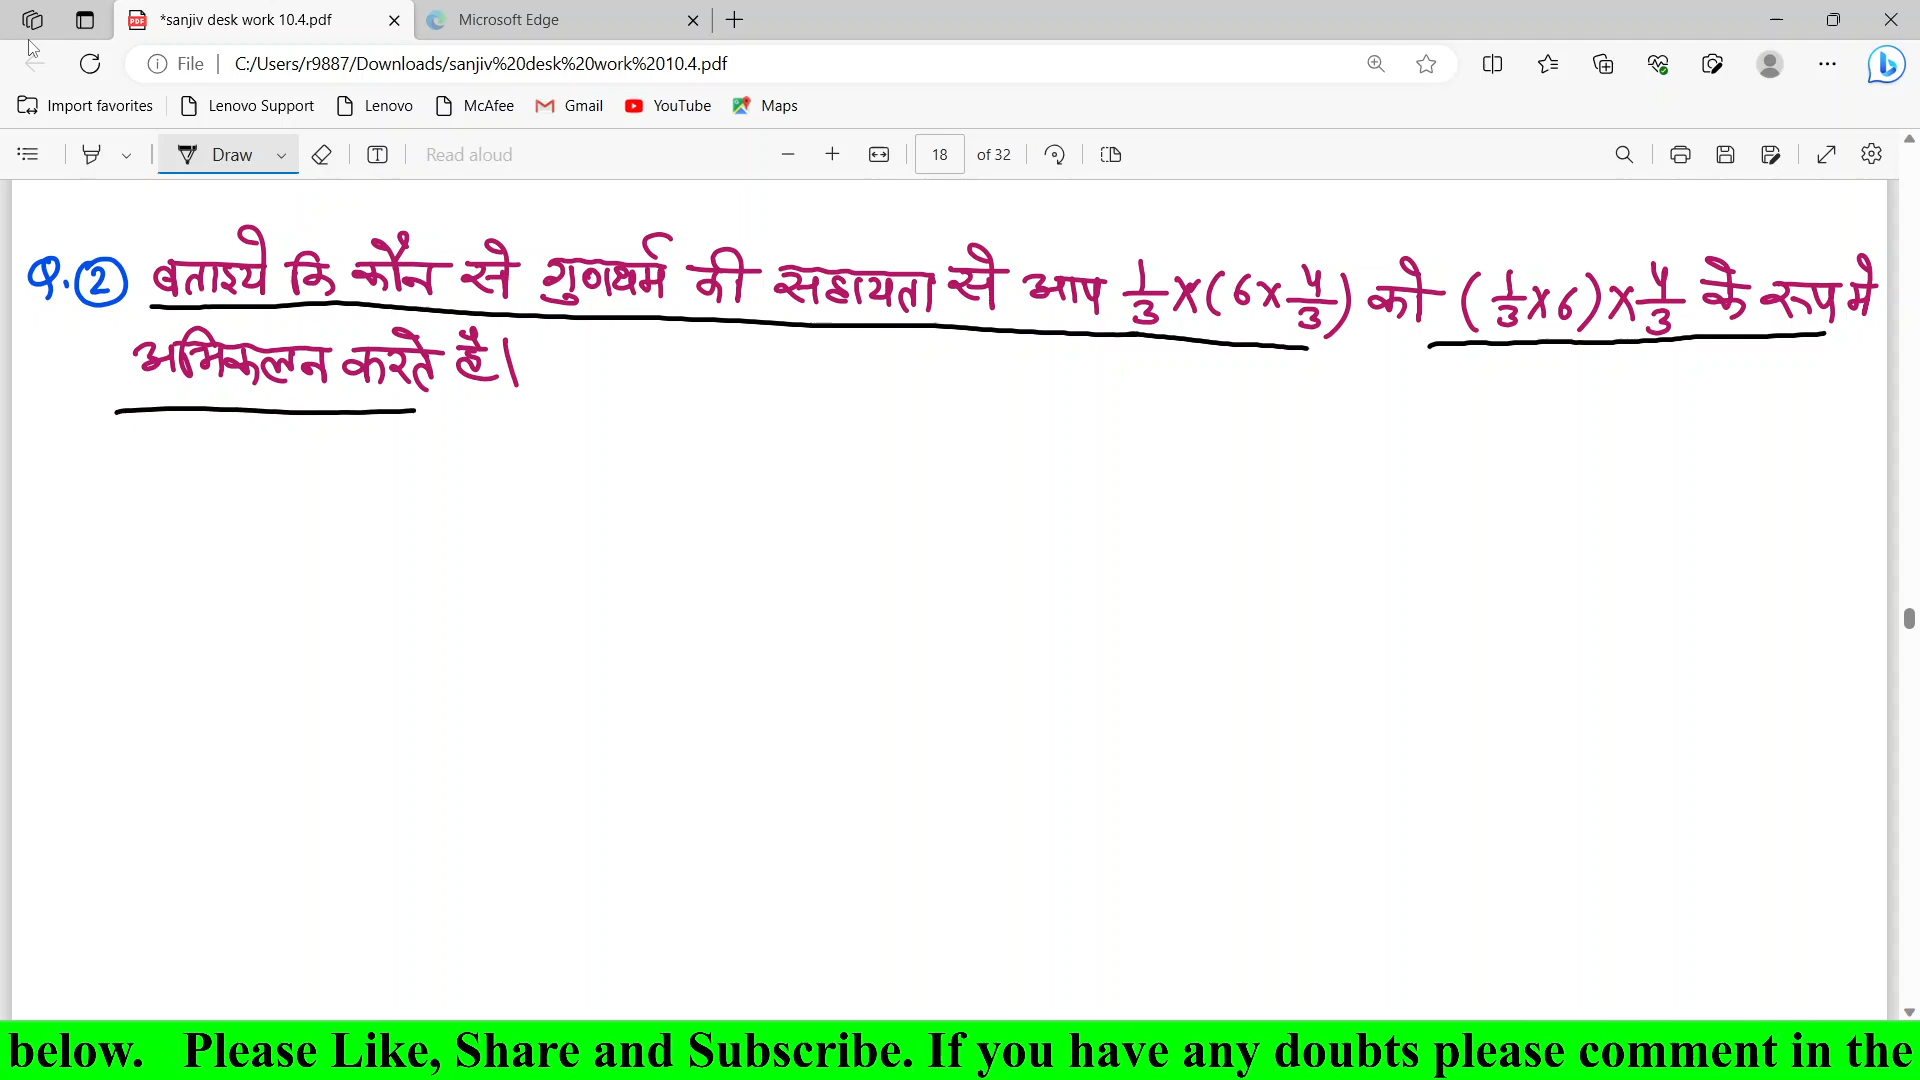 *sanjiv desk work 10.4.pdf Microsoft Edge
File C:/Users/r9887/Downloads/sanjiv%20desk%20work%2010.4.pdf
Import favorites Lenovo Support Lenovo McAfee Gmail YouTube Maps
Draw Read aloud 18 of 32
Q.② बताइये कि कौन से गुणधर्म की सहायता से आप 1/3 × (6 × 4/3) को (1/3 × 6) × 4/3 के रूप मे
अभिकलन करते है।
below. Please Like, Share and Subscribe. If you have any doubts please comment in the